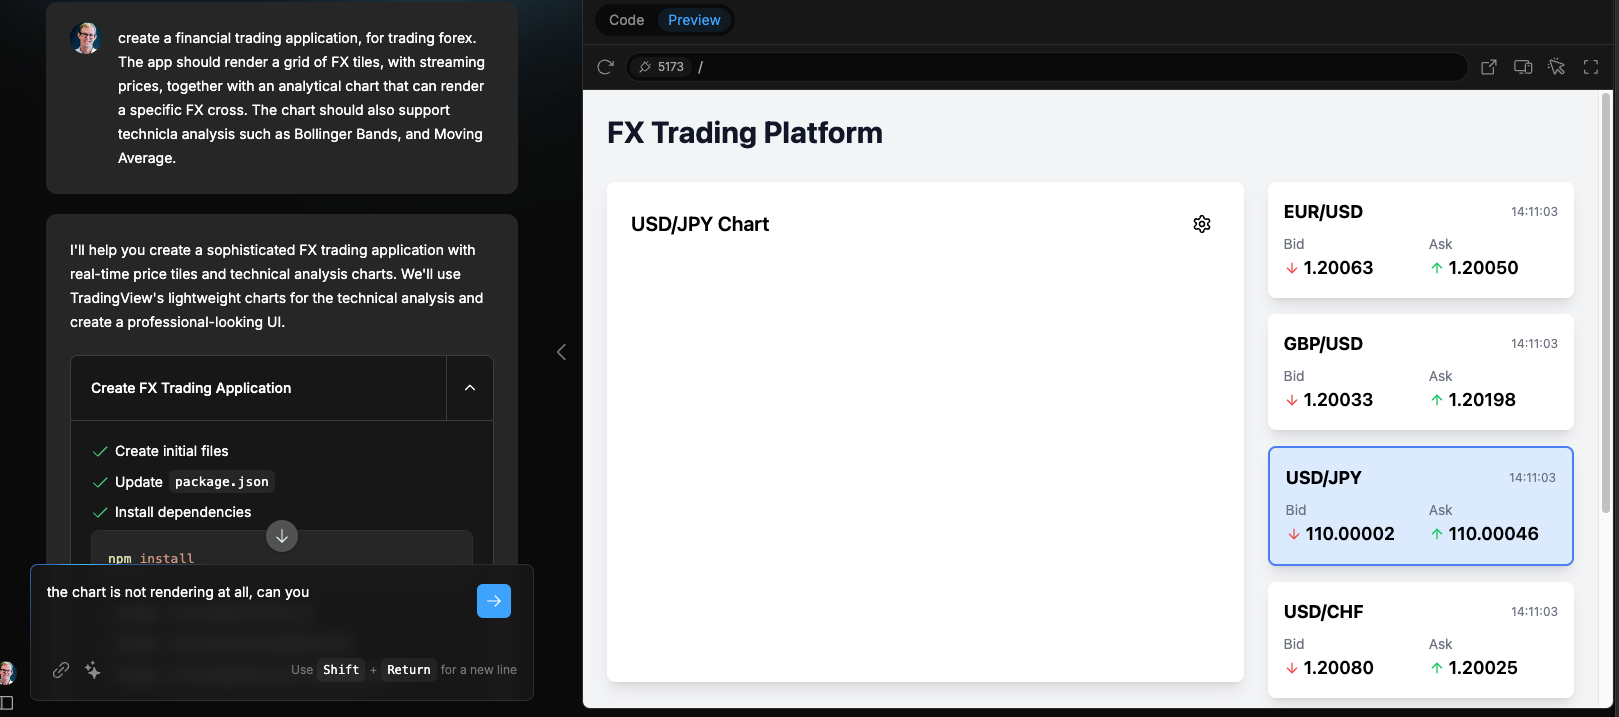 create a financial trading application, for trading forex.
The app should render a grid of FX tiles, with streaming
prices, together with an analytical chart that can render
a specific FX cross. The chart should also support
technicla analysis such as Bollinger Bands, and Moving
Average.
I'll help you create a sophisticated FX trading application with
real-time price tiles and technical analysis charts. We'll use
TradingView's lightweight charts for the technical analysis and
create a professional-looking UI.
Create FX Trading Application
Create initial files
Update package.json
Install dependencies
npm install
the chart is not rendering at all, can you
Use Shift + Return for a new line
Code Preview
5173 /
FX Trading Platform
USD/JPY Chart
EUR/USD 14:11:03
Bid Ask
1.20063 1.20050
GBP/USD 14:11:03
Bid Ask
1.20033 1.20198
USD/JPY 14:11:03
Bid Ask
110.00002 110.00046
USD/CHF 14:11:03
Bid Ask
1.20080 1.20025